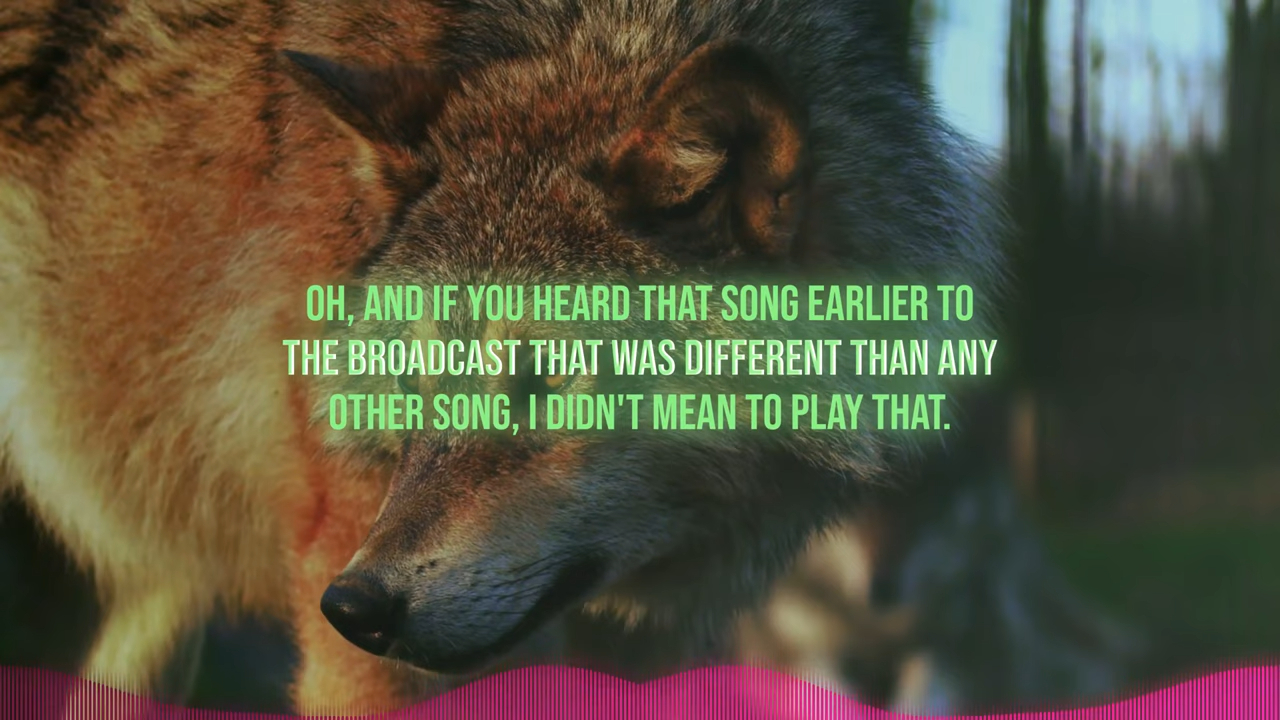 OH, AND IF YOU HEARD THAT SONG EARLIER TO
THE BROADCAST THAT WAS DIFFERENT THAN ANY
OTHER SONG, I DIDN'T MEAN TO PLAY THAT.